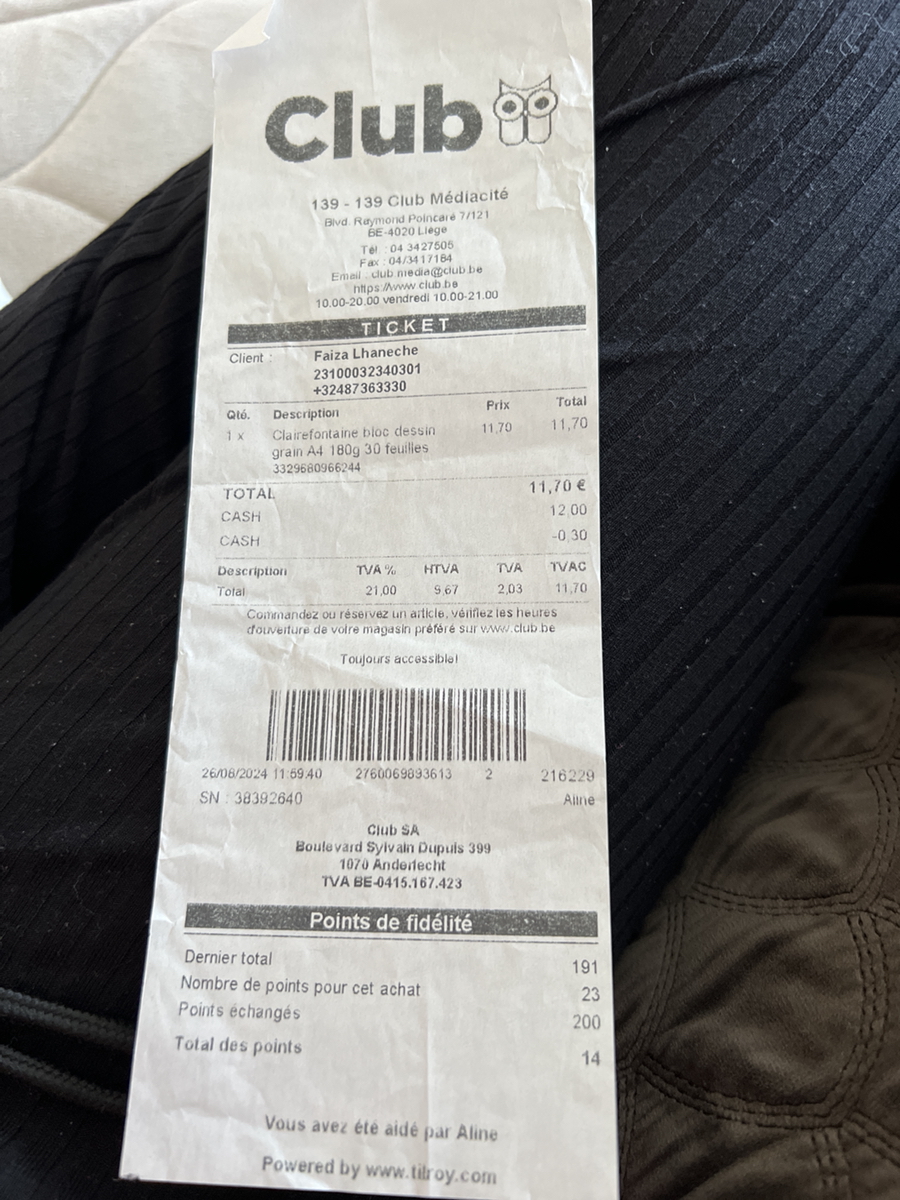 Club
139 - 139 Club Médiacité
Blvd. Raymond Poincaré 7/121
BE-4020 Liège
Tél : 04 3427505
Fax : 04/3417184
Email : club.media@club.be
https://www.club.be
10.00-20.00 vendredi 10.00-21.00
TICKET
Client : Faiza Lhaneche
23100032340301
+32487363330
Qté. Description Prix Total
1 x Clairefontaine bloc dessin 11,70 11,70
grain A4 180g 30 feuilles
3329680966244
TOTAL 11,70 €
CASH 12,00
CASH -0,30
Description TVA % HTVA TVA TVAC
Total 21,00 9,67 2,03 11,70
Commandez ou réservez un article, vérifiez les heures
d'ouverture de votre magasin préféré sur www.club.be
Toujours accessible!
26/08/2024 11:59:40 2760069893613 2 216229
SN : 38392640 Aline
Club SA
Boulevard Sylvain Dupuis 399
1070 Anderlecht
TVA BE-0415.167.423
Points de fidélité
Dernier total 191
Nombre de points pour cet achat 23
Points échangés 200
Total des points 14
Vous avez été aidé par Aline
Powered by www.tilroy.com